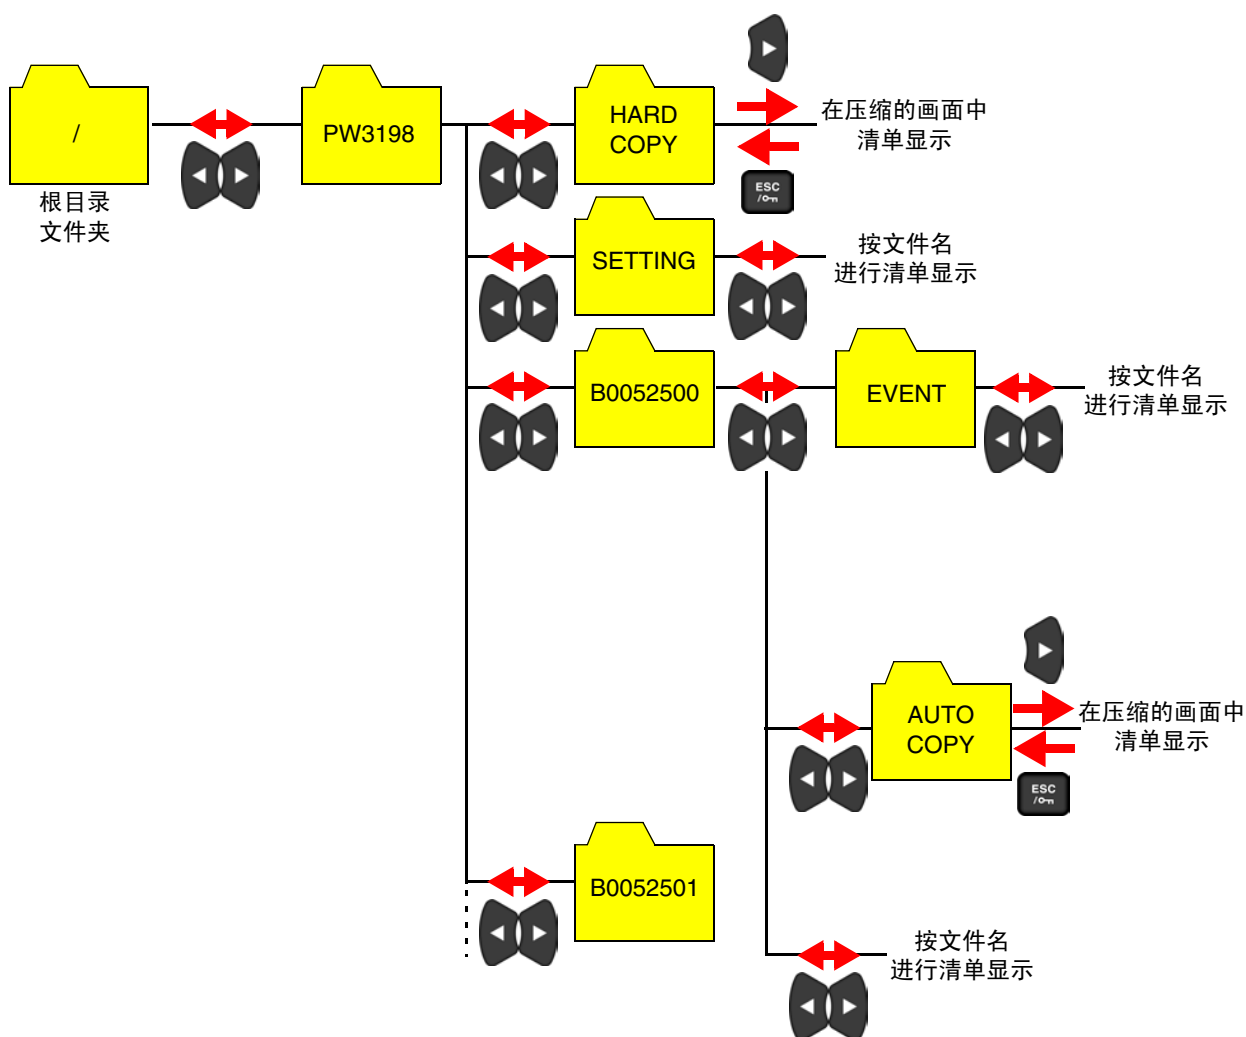 /
根目录
文件夹
PW3198
HARD
COPY
ESC
在压缩的画面中
清单显示
SETTING
按文件名
进行清单显示
B0052500
EVENT
按文件名
进行清单显示
AUTO
COPY
ESC
在压缩的画面中
清单显示
B0052501
按文件名
进行清单显示